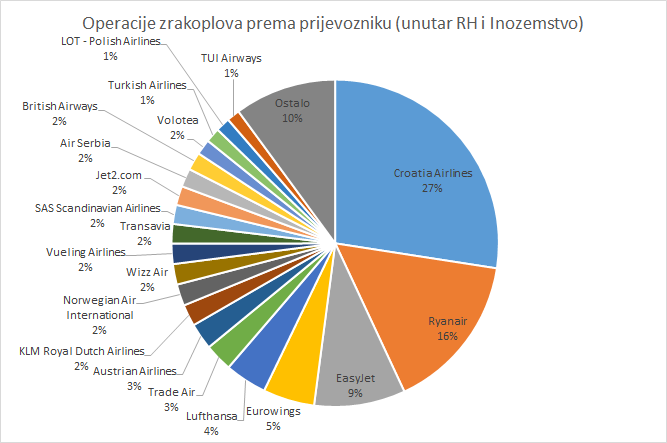 Operacije zrakoplova prema prijevozniku (unutar RH i Inozemstvo)
Croatia Airlines
27%
Ryanair
16%
EasyJet
9%
Eurowings
5%
Lufthansa
4%
Trade Air
3%
Austrian Airlines
3%
KLM Royal Dutch Airlines
2%
Norwegian Air
International
2%
Wizz Air
2%
Vueling Airlines
2%
Transavia
2%
SAS Scandinavian Airlines
2%
Jet2.com
2%
Air Serbia
2%
British Airways
2%
Volotea
2%
Turkish Airlines
1%
LOT - Polish Airlines
1%
TUI Airways
1%
Ostalo
10%